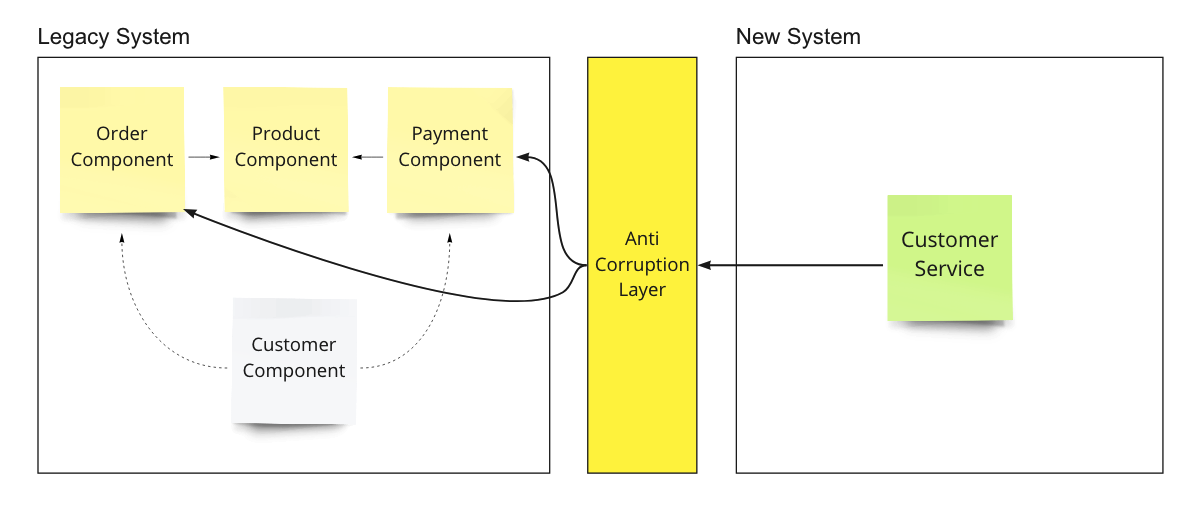 Legacy System
New System
Order
Component
Product
Component
Payment
Component
Anti
Corruption
Layer
Customer
Service
Customer
Component